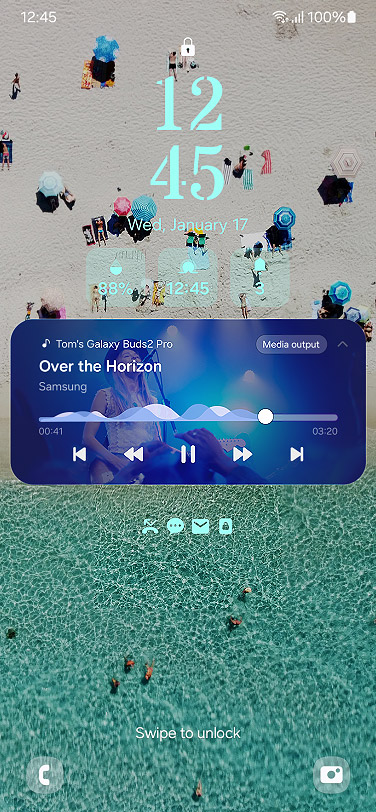 12:45
100%
12
45
Wed, January 17
88%
12:45
3
Tom's Galaxy Buds2 Pro
Media output
Over the Horizon
Samsung
00:41
03:20
Swipe to unlock